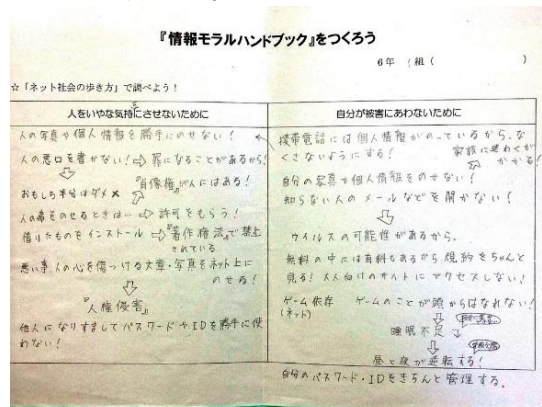 『情報モラルハンドブック』をつくろう
6年 1組 ( )
☆「ネット社会の歩き方」で調べよう！
人をいやな気持ちにさせないために
人の写真や個人情報を勝手にのせない！
人の悪口を書かない！⇨罪になることがあるから！
おもしろ半分はダメ×
『肖像権』が人にはある！
人の事をのせるときは…⇨許可をもらう！
借りたものをインストール⇨『著作権法』で禁止
されている
悪い事 人の心を傷つける文章・写真をネット上に
のせる！
『人権侵害』
他人になりすましてパスワードやIDを勝手に使
わない！
自分が被害にあわないために
携帯電話には個人情報がのっているから、な
くさないようにする！
家族に迷わくが
かかる！
自分の写真や個人情報をのせない！
知らない人のメールなどを開かない！
ウイルスの可能性があるから。
無料の中には有料もあるから規約をちゃんと
見る！大人向けのサイトにアクセスしない！
ゲーム依存 ゲームのことが頭からはなれない！
(ネット)
睡眠不足
昼と夜が逆転する！
自分のパスワード・IDをきちんと管理する。